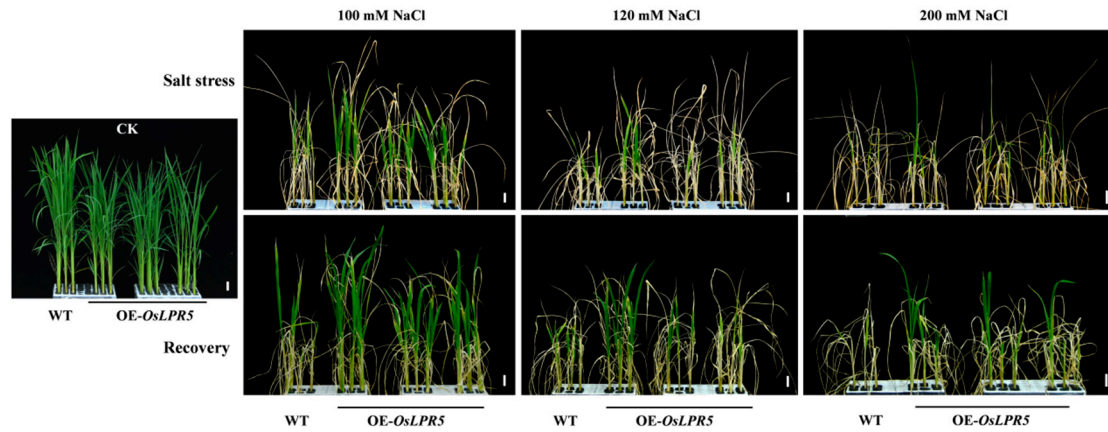 100 mM NaCl 120 mM NaCl 200 mM NaCl
Salt stress
CK
WT OE-OsLPR5
Recovery
WT OE-OsLPR5 WT OE-OsLPR5 WT OE-OsLPR5